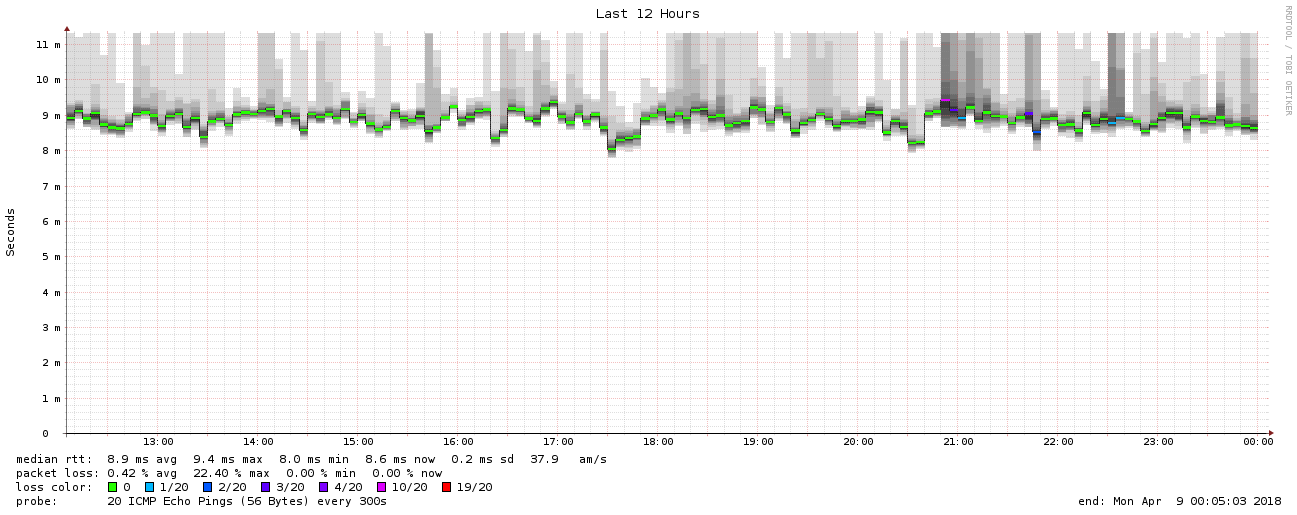 Last 12 Hours
RRDTOOL / TOBI OETIKER
Seconds
11 m
10 m
9 m
8 m
7 m
6 m
5 m
4 m
3 m
2 m
1 m
0
13:00 14:00 15:00 16:00 17:00 18:00 19:00 20:00 21:00 22:00 23:00 00:00
median rtt: 8.9 ms avg 9.4 ms max 8.0 ms min 8.6 ms now 0.2 ms sd 37.9 am/s
packet loss: 0.42 % avg 22.40 % max 0.00 % min 0.00 % now
loss color: 0 1/20 2/20 3/20 4/20 10/20 19/20
probe: 20 ICMP Echo Pings (56 Bytes) every 300s end: Mon Apr 9 00:05:03 2018